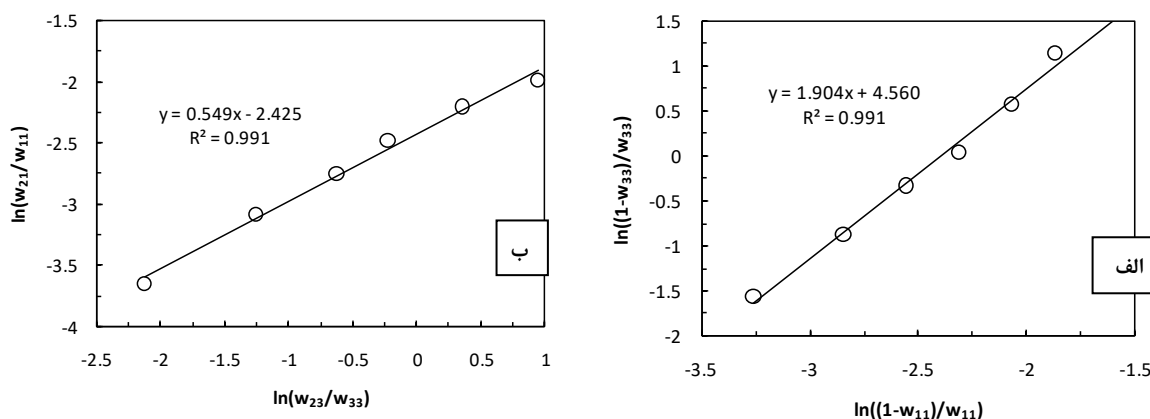 -1.5
-2
-2.5
-3
-3.5
-4
ln(w₂₁/w₁₁)
y = 0.549x - 2.425
R² = 0.991
ب
-2.5 -2 -1.5 -1 -0.5 0 0.5 1
ln(w₂₃/w₃₃)
1.5
1
0.5
0
-0.5
-1
-1.5
-2
ln((1-w₃₃)/w₃₃)
y = 1.904x + 4.560
R² = 0.991
الف
-3.5 -3 -2.5 -2 -1.5
ln((1-w₁₁)/w₁₁)